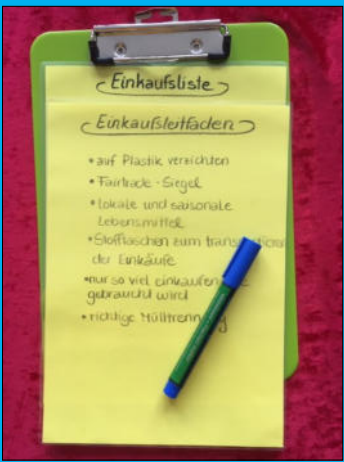 Einkaufsliste
Einkaufsleitfaden
• auf Plastik verzichten
• Fairtrade - Siegel
• lokale und saisonale
Lebensmittel
• Stofftaschen zum
der Einkäufe
• nur so viel einkaufen
gebraucht wird
• richtige